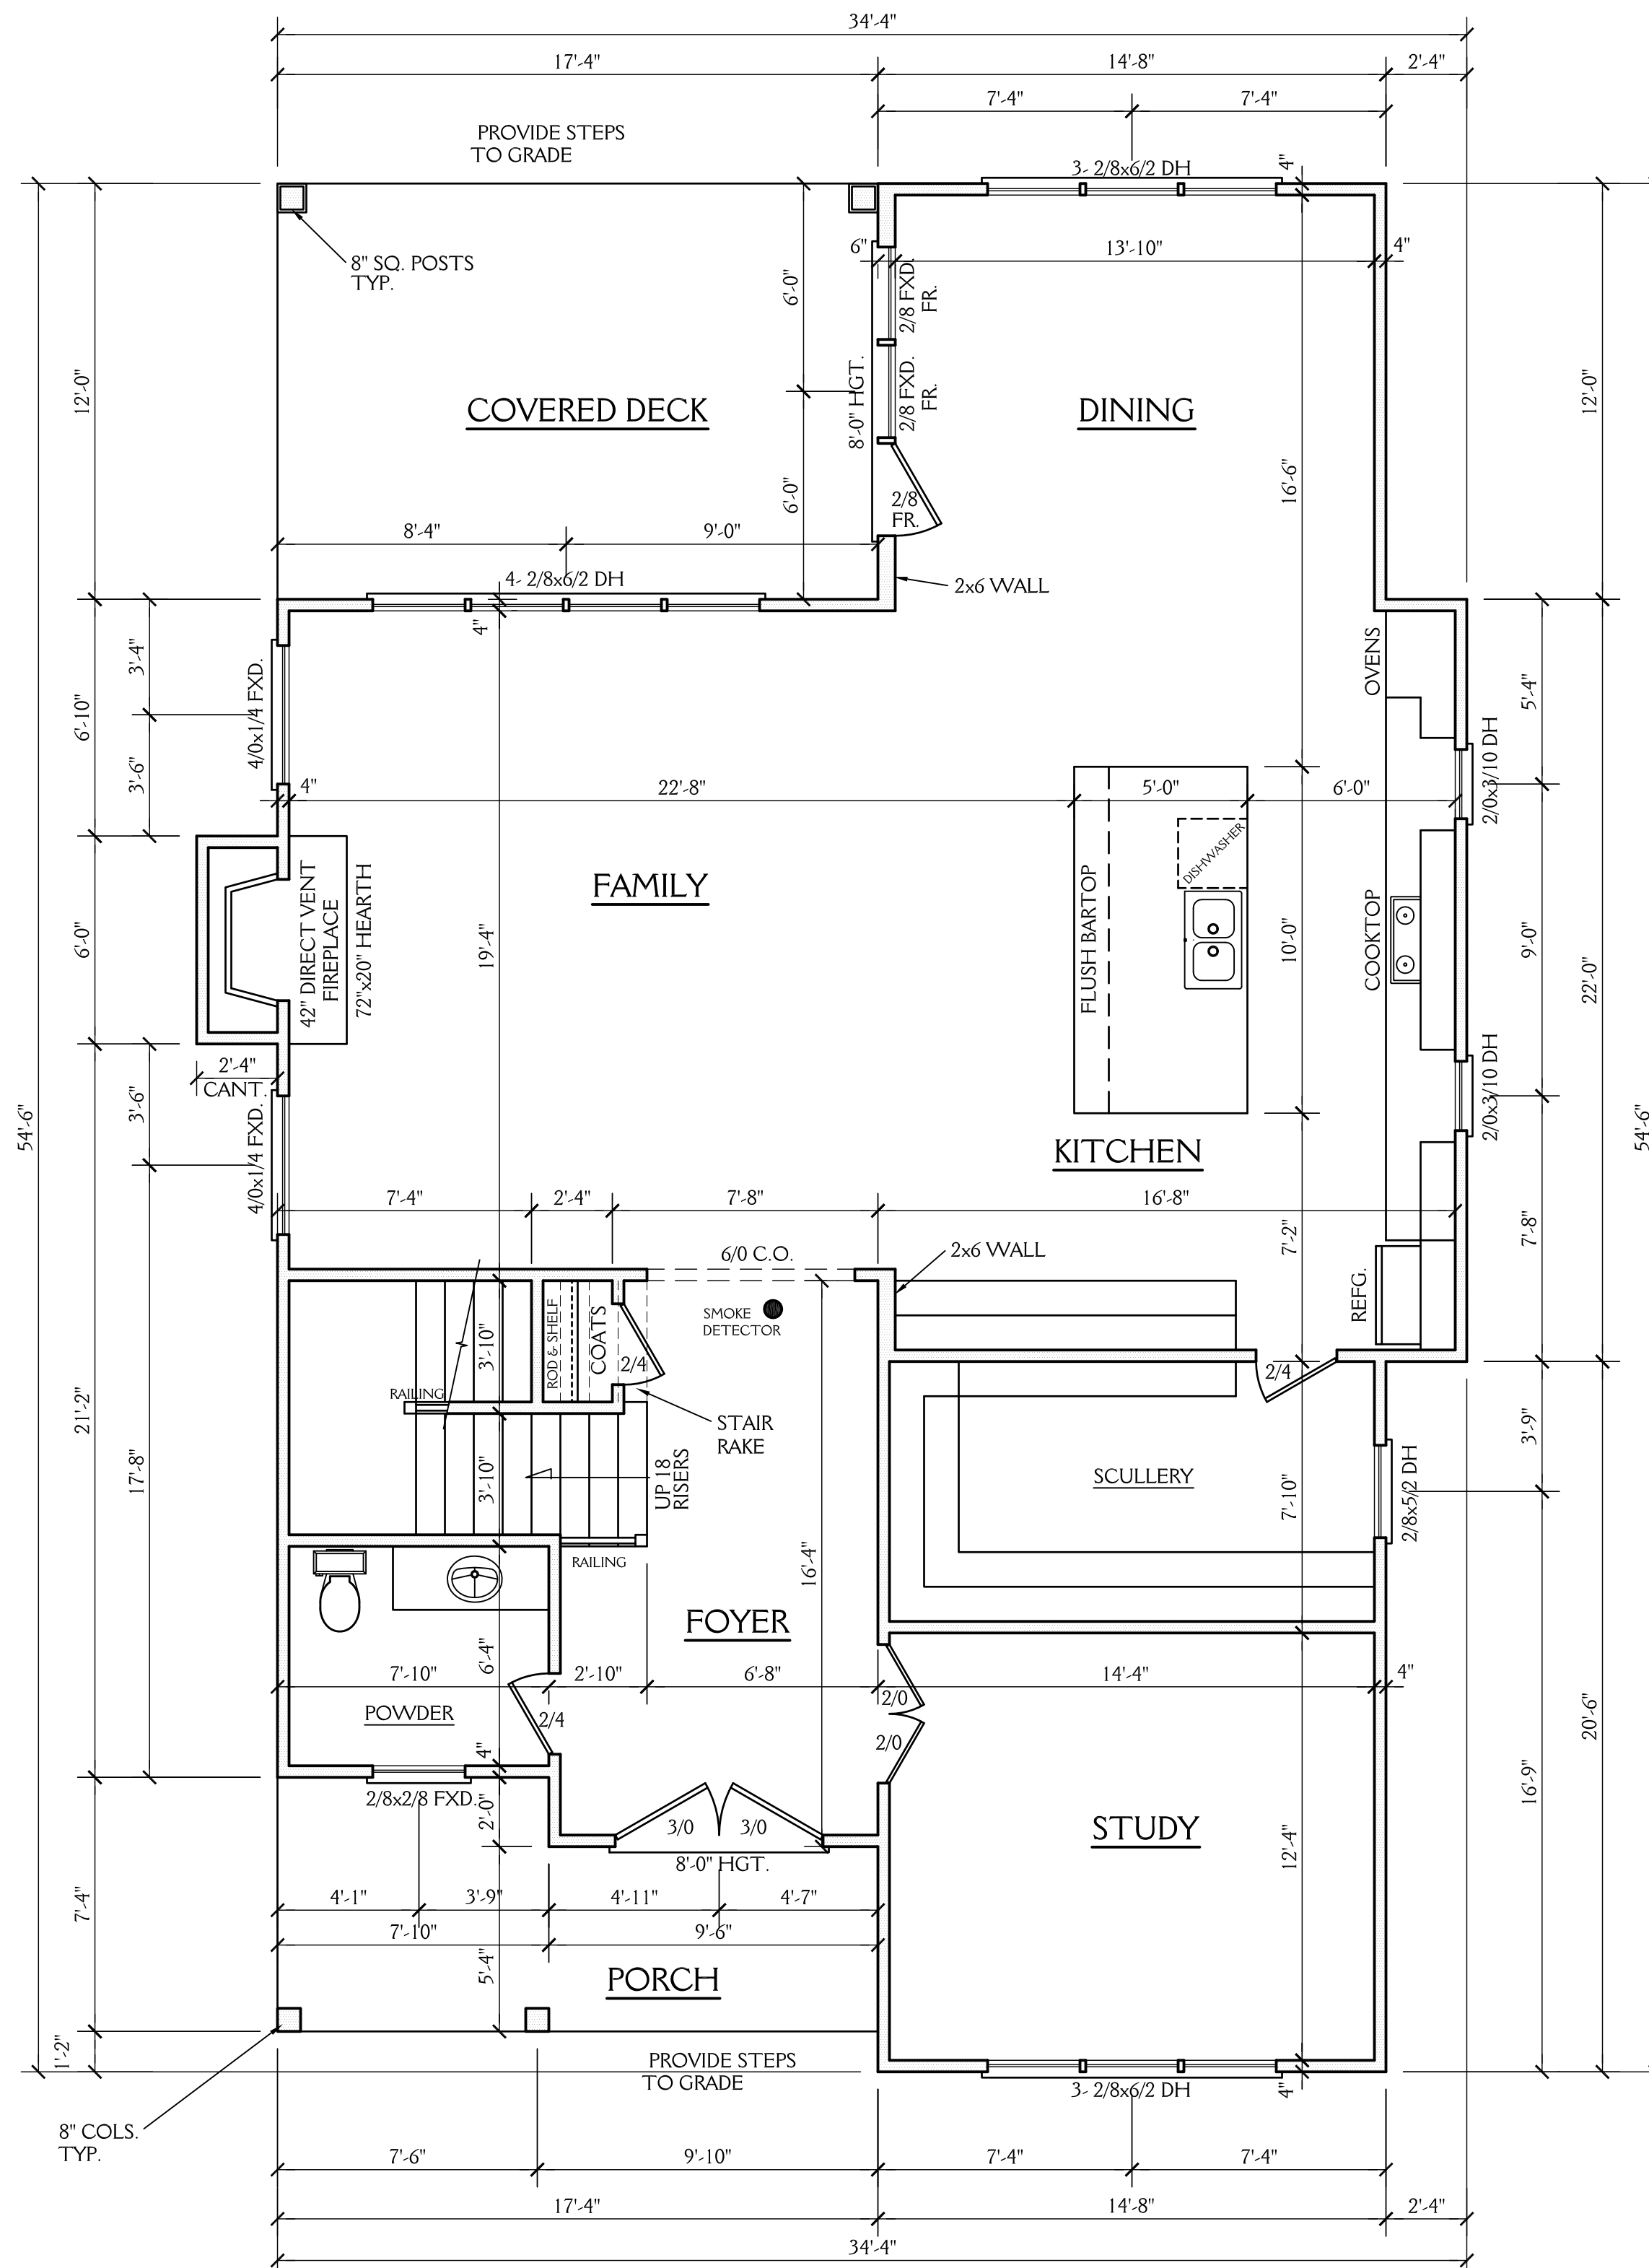 34'-4"
17'-4"
14'-8"
2'-4"
7'-4"
7'-4"
PROVIDE STEPS
TO GRADE
3- 2/8x6/2 DH
4"
8" SQ. POSTS
TYP.
6"
13'-10"
4"
6'-0"
2/8 FXD.
FR.
12'-0"
COVERED DECK
8'-0" HGT.
2/8 FXD.
FR.
DINING
12'-0"
16'-6"
6'-0"
2/8
FR.
8'-4"
9'-0"
4- 2/8x6/2 DH
2x6 WALL
4"
3'-4"
4/0x1/4 FXD.
OVENS
5'-4"
6'-10"
3'-6"
4"
22'-8"
5'-0"
6'-0"
2/0x3/10 DH
DISHWASHER
FAMILY
42" DIRECT VENT
FIREPLACE
72"x20" HEARTH
6'-0"
19'-4"
FLUSH BARTOP
10'-0"
COOKTOP
9'-0"
22'-0"
2'-4"
CANT.
3'-6"
54'-6"
54'-6"
4/0x1/4 FXD.
2/0x3/10 DH
KITCHEN
7'-4"
2'-4"
7'-8"
16'-8"
7'-2"
7'-8"
6/0 C.O.
2x6 WALL
SMOKE
DETECTOR
REFG.
3'-10"
ROD & SHELF
COATS
2/4
2/4
RAILING
21'-2"
STAIR
RAKE
3'-9"
17'-8"
3'-10"
UP 18
RISERS
SCULLERY
7'-10"
2/8x5/2 DH
RAILING
16'-4"
FOYER
6'-4"
7'-10"
2'-10"
6'-8"
14'-4"
4"
POWDER
2/4
2/0
2/0
20'-6"
4"
2/8x2/8 FXD.
2'-0"
3/0
3/0
8'-0" HGT.
STUDY
12'-4"
16'-9"
4'-1"
3'-9"
4'-11"
4'-7"
7'-4"
7'-10"
9'-6"
5'-4"
PORCH
1'-2"
PROVIDE STEPS
TO GRADE
3- 2/8x6/2 DH
4"
8" COLS.
TYP.
7'-6"
9'-10"
7'-4"
7'-4"
17'-4"
14'-8"
2'-4"
34'-4"